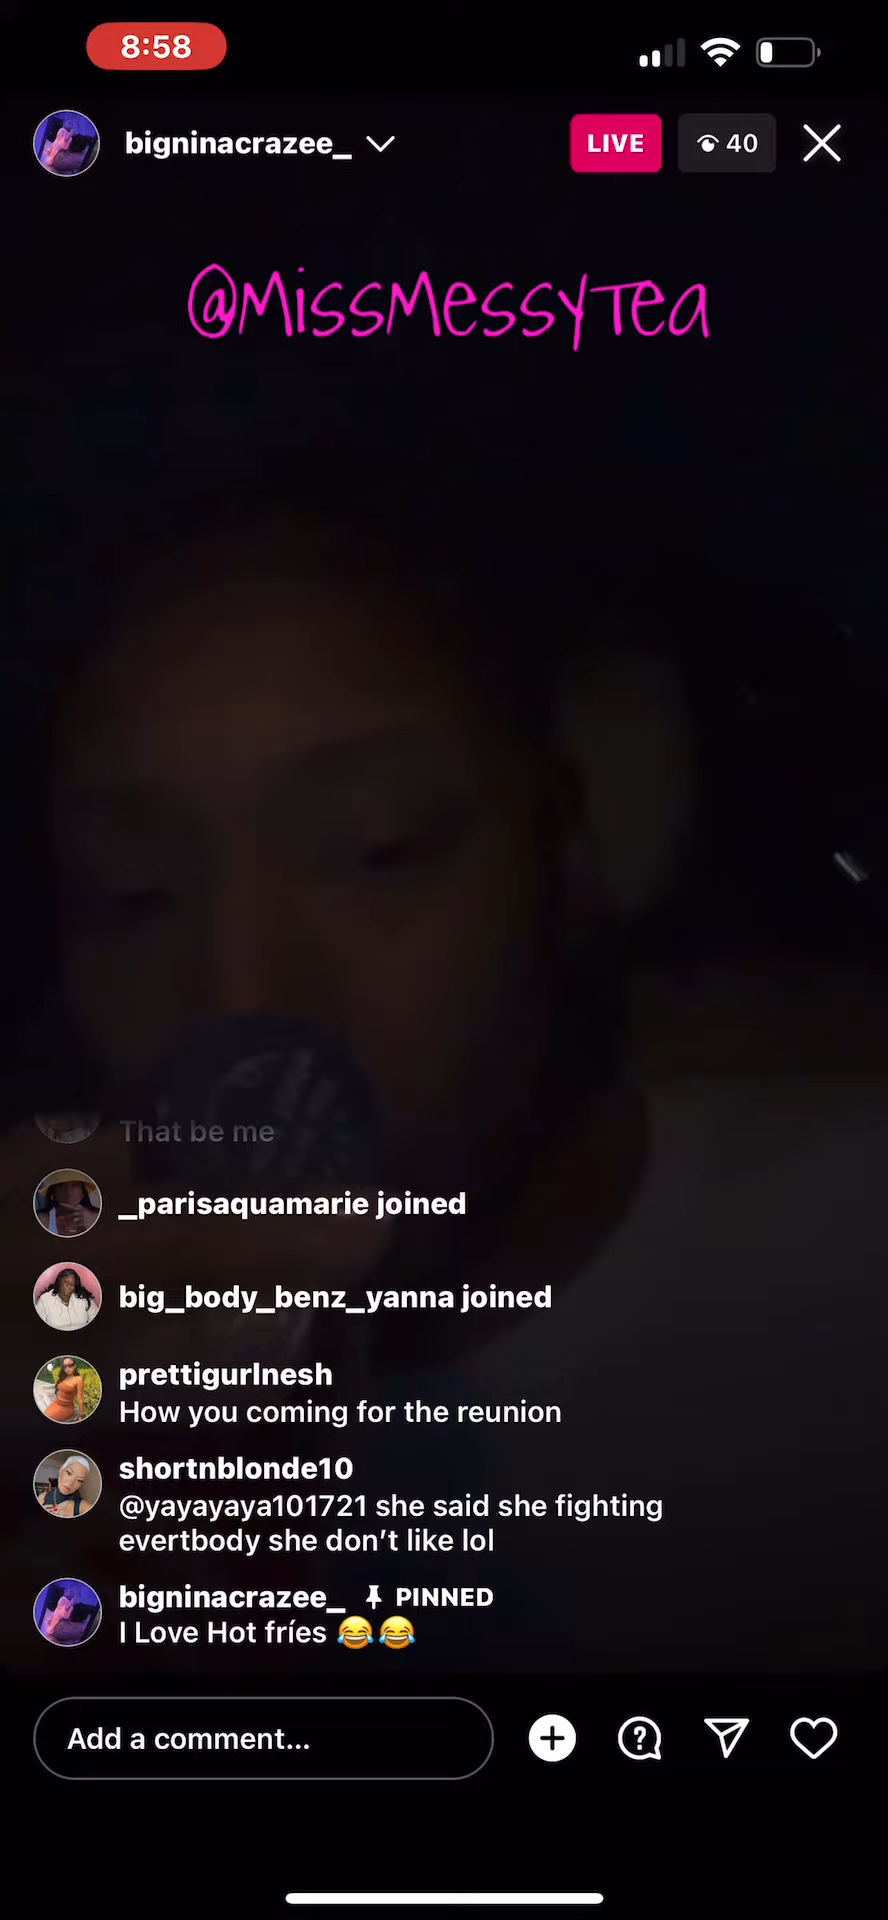 8:58
bigninacrazee_
LIVE
40
@MissMessyTea
That be me
_parisaquamarie joined
big_body_benz_yanna joined
prettigurlnesh
How you coming for the reunion
shortnblonde10
@yayayaya101721 she said she fighting
evertbody she don’t like lol
bigninacrazee_ PINNED
I Love Hot fríes 😂😂
Add a comment...